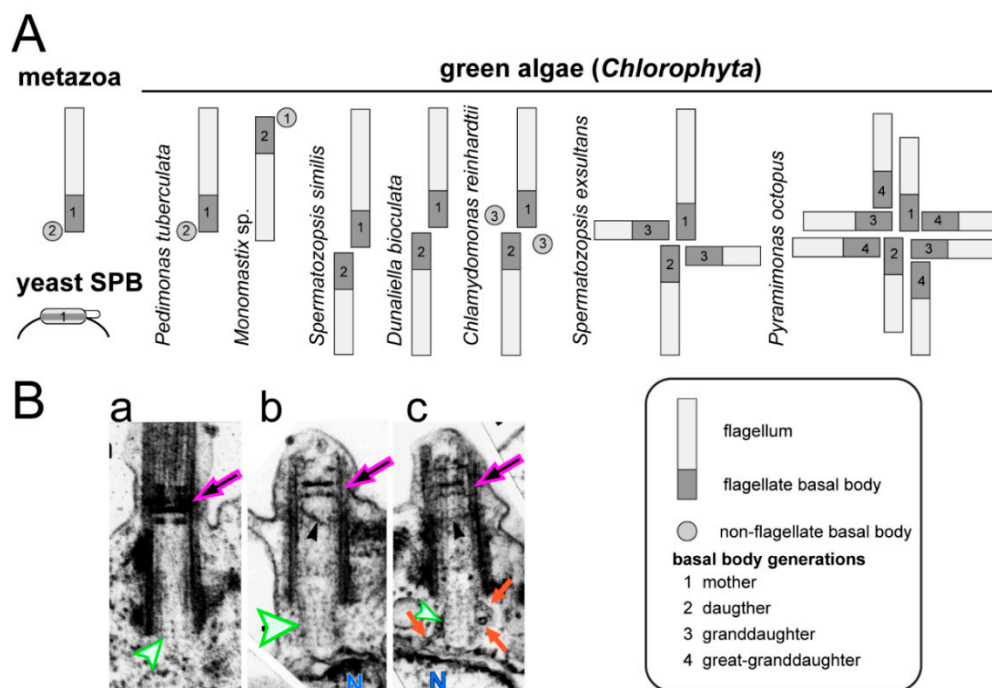 A
metazoa
green algae (Chlorophyta)
2
1
Pedimonas tuberculata
2
1
Monomastix sp.
2
1
Spermatozopsis similis
1
2
Dunaliella bioculata
1
2
Chlamydomonas reinhardtii
3
1
2
3
Spermatozopsis exsultans
3
1
2
3
Pyramimonas octopus
4
1
3
4
4
2
3
4
yeast SPB
1
B
a
b
c
N
N
flagellum
flagellate basal body
non-flagellate basal body
basal body generations
1 mother
2 daugther
3 granddaughter
4 great-granddaughter